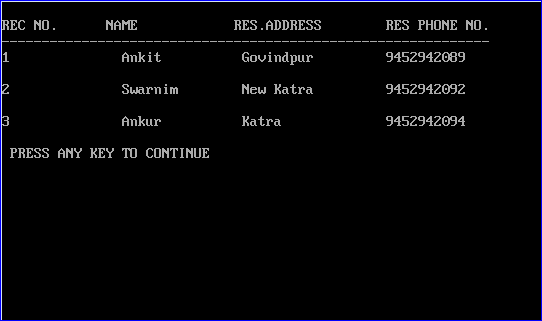 REC NO. NAME RES.ADDRESS RES PHONE NO.
1 Ankit Govindpur 9452942089
2 Swarnim New Katra 9452942092
3 Ankur Katra 9452942094
PRESS ANY KEY TO CONTINUE